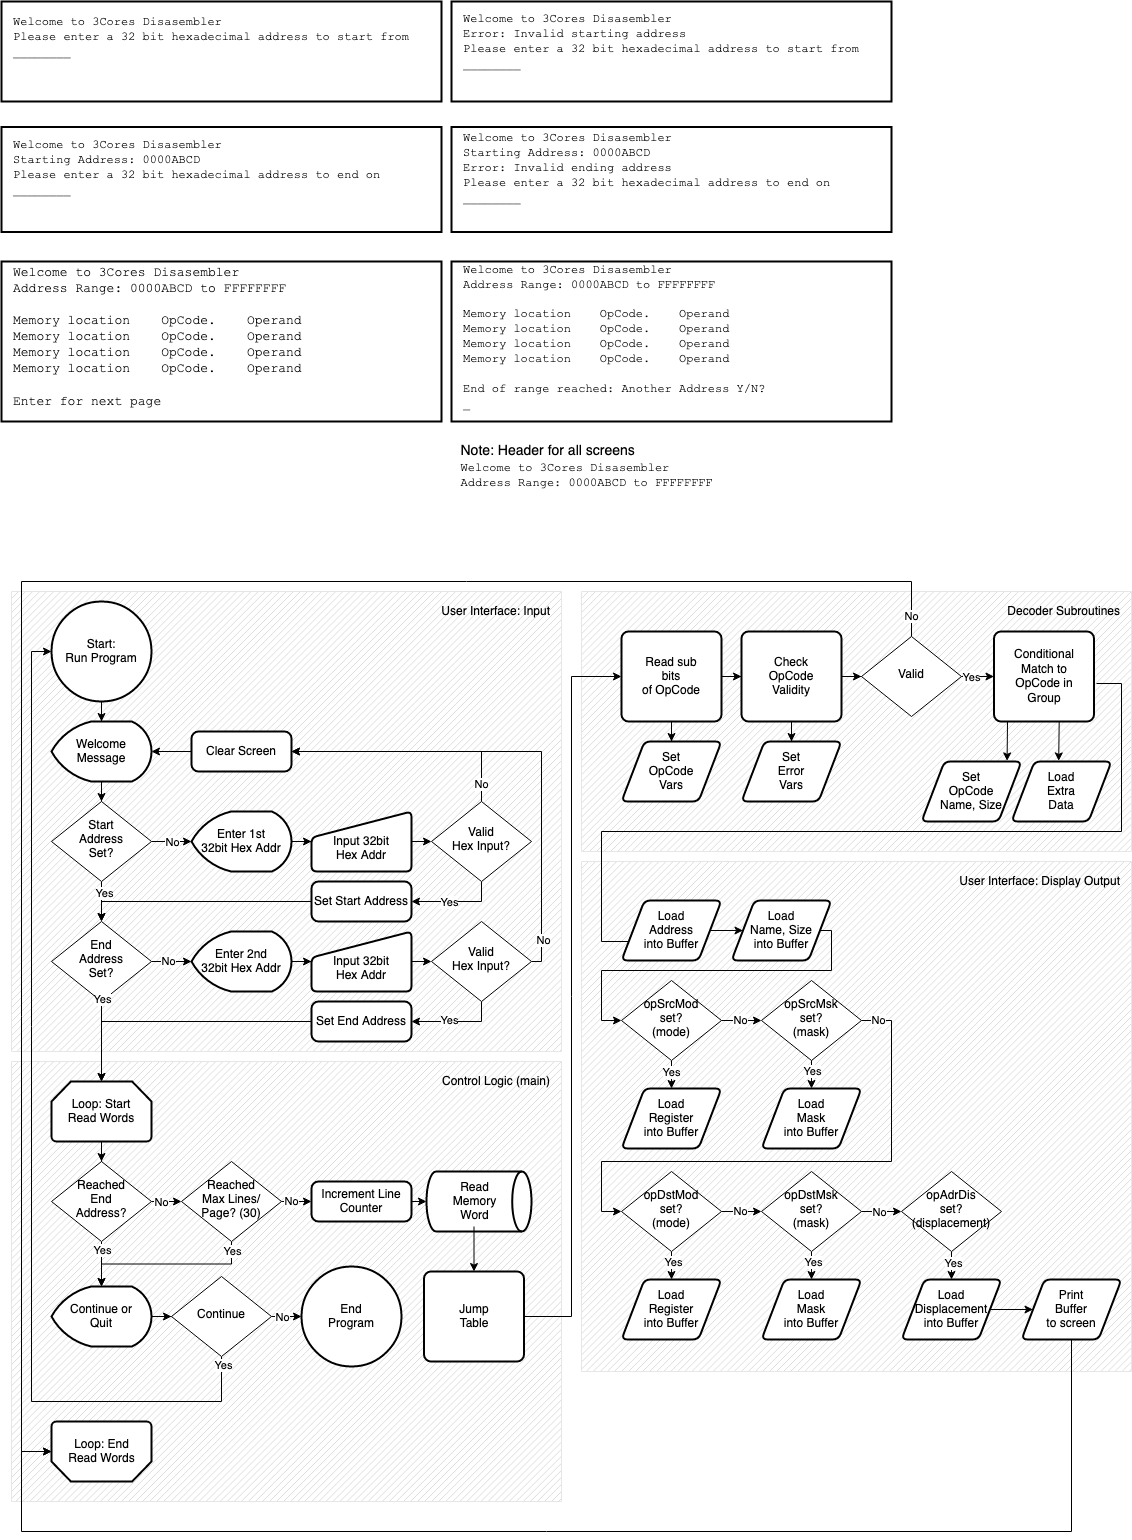 Welcome to 3Cores Disasembler
Please enter a 32 bit hexadecimal address to start from
________
Welcome to 3Cores Disasembler
Error: Invalid starting address
Please enter a 32 bit hexadecimal address to start from
________
Welcome to 3Cores Disasembler
Starting Address: 0000ABCD
Please enter a 32 bit hexadecimal address to end on
________
Welcome to 3Cores Disasembler
Starting Address: 0000ABCD
Error: Invalid ending address
Please enter a 32 bit hexadecimal address to end on
________
Welcome to 3Cores Disasembler
Address Range: 0000ABCD to FFFFFFFF
Memory location    OpCode.    Operand
Memory location    OpCode.    Operand
Memory location    OpCode.    Operand
Memory location    OpCode.    Operand
Enter for next page
Welcome to 3Cores Disasembler
Address Range: 0000ABCD to FFFFFFFF
Memory location    OpCode.    Operand
Memory location    OpCode.    Operand
Memory location    OpCode.    Operand
Memory location    OpCode.    Operand
End of range reached: Another Address Y/N?
_
Note: Header for all screens
Welcome to 3Cores Disasembler
Address Range: 0000ABCD to FFFFFFFF
User Interface: Input
Start:
Run Program
Welcome
Message
Clear Screen
No
Start
Address
Set?
No
Enter 1st
32bit Hex Addr
Input 32bit
Hex Addr
Valid
Hex Input?
Yes
Set Start Address
Yes
End
Address
Set?
No
Enter 2nd
32bit Hex Addr
Input 32bit
Hex Addr
Valid
Hex Input?
No
Yes
Set End Address
Yes
Control Logic (main)
Loop: Start
Read Words
Reached
End
Address?
No
Reached
Max Lines/
Page? (30)
No
Increment Line
Counter
Read
Memory
Word
Yes
Yes
Continue or
Quit
Continue
No
End
Program
Jump
Table
Yes
Loop: End
Read Words
Decoder Subroutines
No
Read sub
bits
of OpCode
Check
OpCode
Validity
Valid
Yes
Conditional
Match to
OpCode in
Group
Set
OpCode
Vars
Set
Error
Vars
Set
OpCode
Name, Size
Load
Extra
Data
User Interface: Display Output
Load
Address
into Buffer
Load
Name, Size
into Buffer
opSrcMod
set?
(mode)
No
opSrcMsk
set?
(mask)
No
Yes
Yes
Load
Register
into Buffer
Load
Mask
into Buffer
opDstMod
set?
(mode)
No
opDstMsk
set?
(mask)
No
opAdrDis
set?
(displacement)
Yes
Yes
Yes
Load
Register
into Buffer
Load
Mask
into Buffer
Load
Displacement
into Buffer
Print
Buffer
to screen